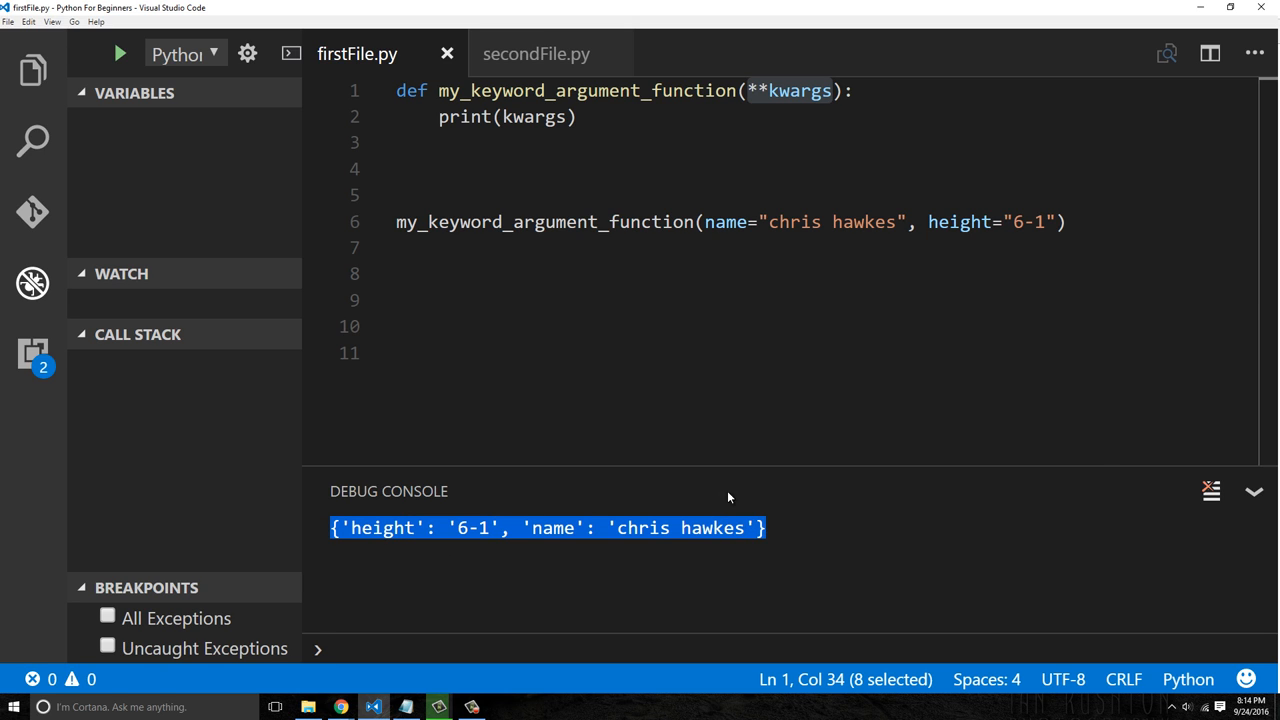 firstFile.py - Python For Beginners - Visual Studio Code
File Edit View Go Help
Python
firstFile.py
secondFile.py
VARIABLES
WATCH
CALL STACK
2
BREAKPOINTS
All Exceptions
Uncaught Exceptions
1 def my_keyword_argument_function(**kwargs):
2 print(kwargs)
3
4
5
6 my_keyword_argument_function(name="chris hawkes", height="6-1")
7
8
9
10
11
DEBUG CONSOLE
{'height': '6-1', 'name': 'chris hawkes'}
0 0 Ln 1, Col 34 (8 selected) Spaces: 4 UTF-8 CRLF Python
I'm Cortana. Ask me anything.
8:14 PM
9/24/2016